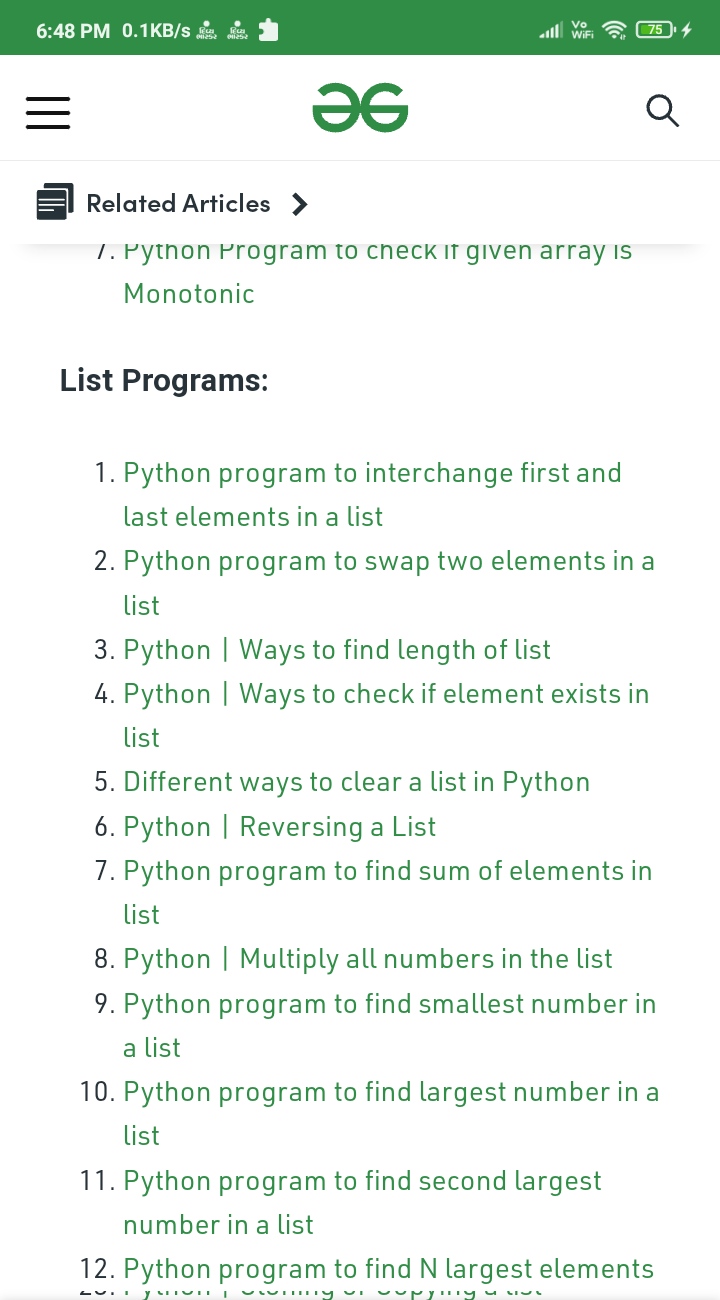 6:48 PM 0.1KB/s
Vo
WiFi
75
Related Articles
7. Python Program to check if given array is
Monotonic
List Programs:
1. Python program to interchange first and
last elements in a list
2. Python program to swap two elements in a
list
3. Python | Ways to find length of list
4. Python | Ways to check if element exists in
list
5. Different ways to clear a list in Python
6. Python | Reversing a List
7. Python program to find sum of elements in
list
8. Python | Multiply all numbers in the list
9. Python program to find smallest number in
a list
10. Python program to find largest number in a
list
11. Python program to find second largest
number in a list
12. Python program to find N largest elements
Python | Cloning or Copying a list